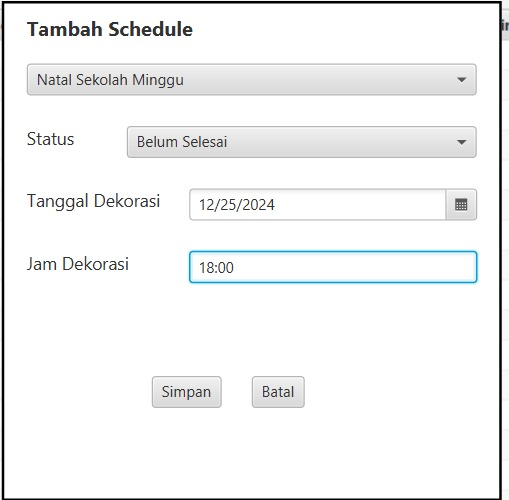 Tambah Schedule
Natal Sekolah Minggu
Status Belum Selesai
Tanggal Dekorasi 12/25/2024
Jam Dekorasi 18:00
Simpan Batal